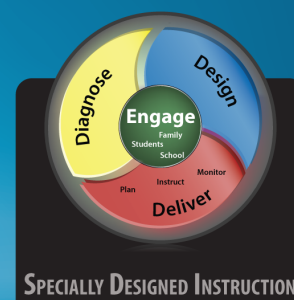 Diagnose
Design
Engage
Family
Students
School
Plan
Instruct
Monitor
Deliver
SPECIALLY DESIGNED INSTRUCTION